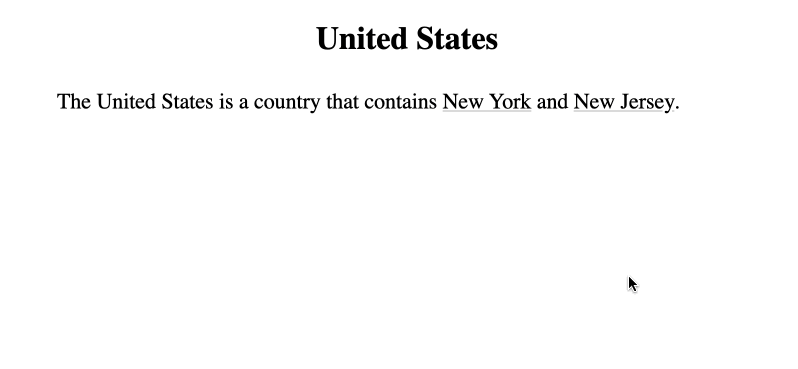 United States
The United States is a country that contains New York and New Jersey.